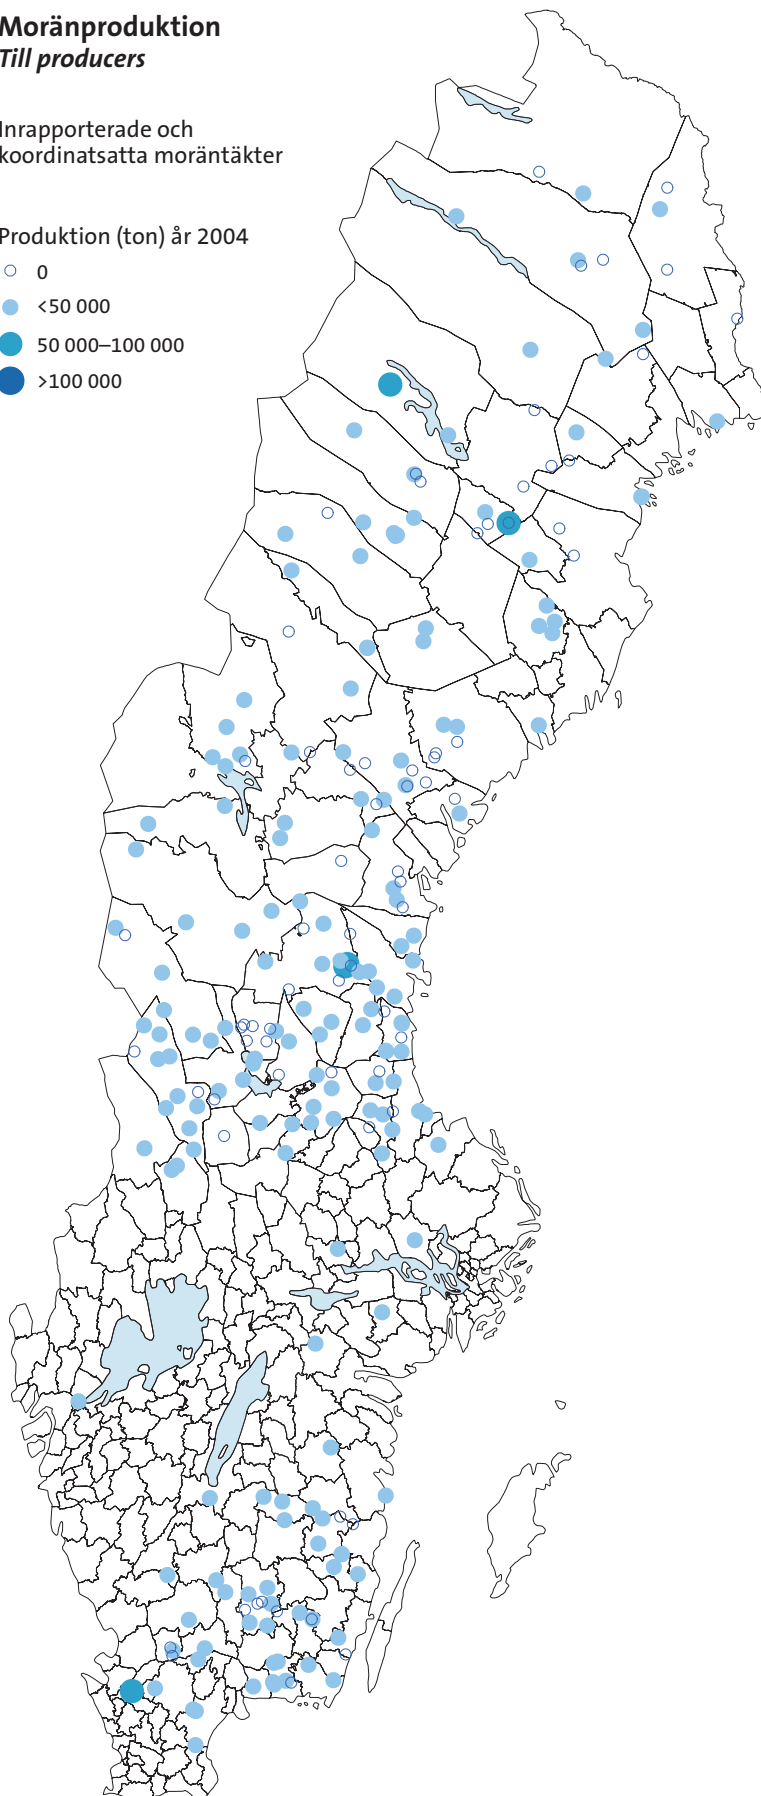 Moränproduktion
Till producers
Inrapporterade och
koordinatsatta moräntäkter
Produktion (ton) år 2004
0
<50 000
50 000–100 000
>100 000